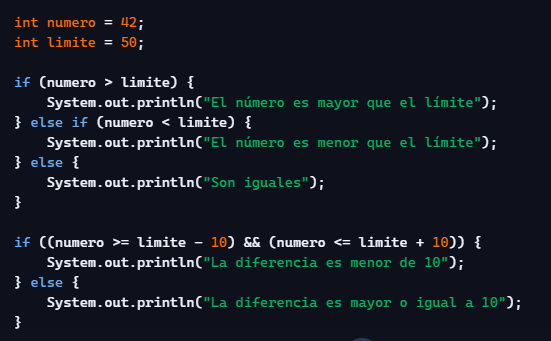 int numero = 42;
int limite = 50;
if (numero > limite) {
System.out.println("El número es mayor que el límite");
} else if (numero < limite) {
System.out.println("El número es menor que el límite");
} else {
System.out.println("Son iguales");
}
if ((numero >= limite - 10) && (numero <= limite + 10)) {
System.out.println("La diferencia es menor de 10");
} else {
System.out.println("La diferencia es mayor o igual a 10");
}